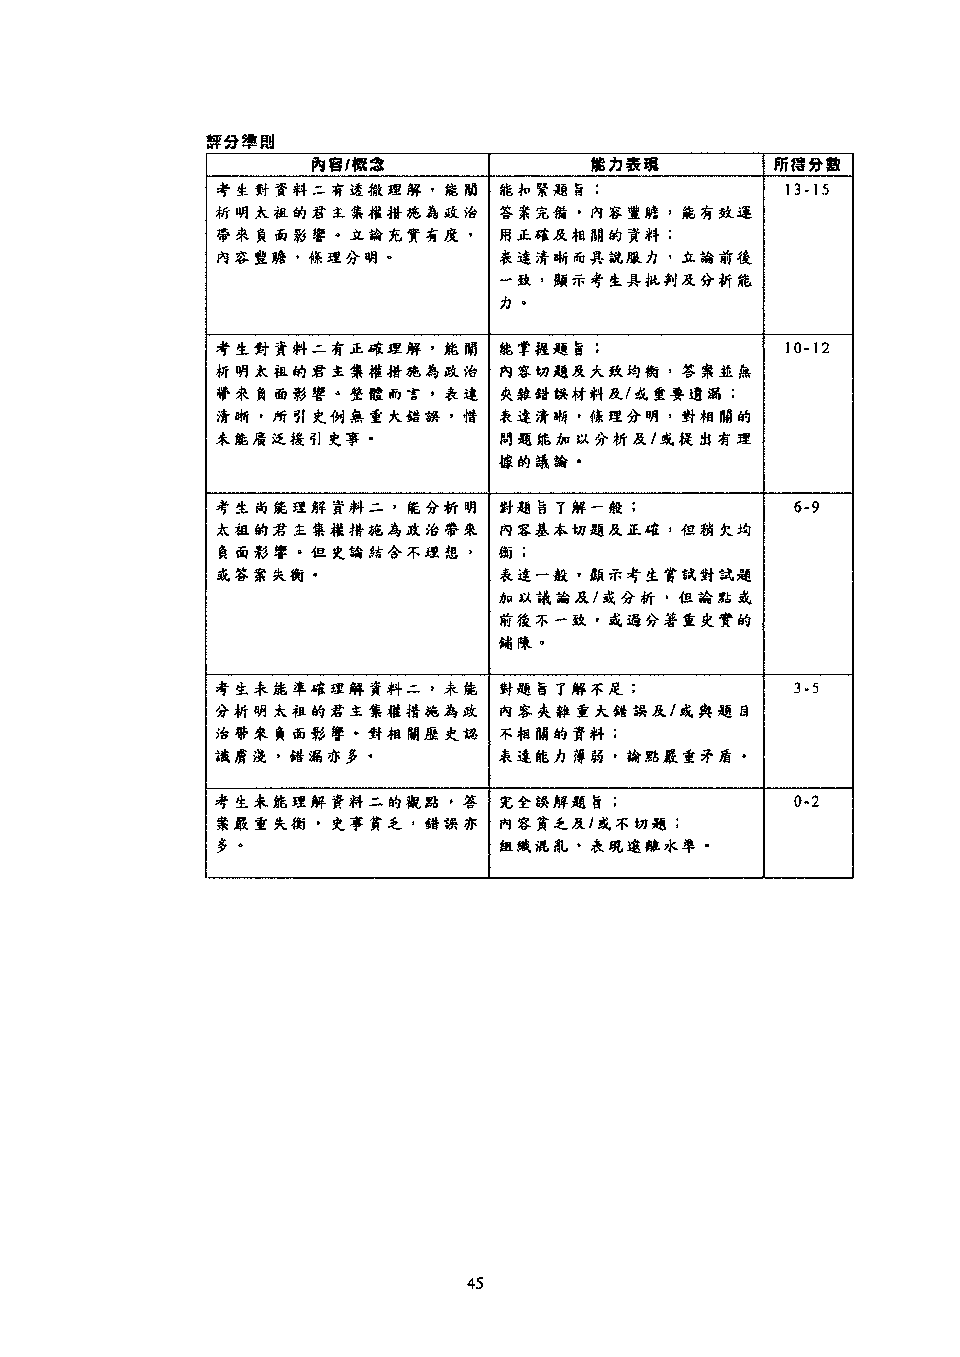 評分準則
內容/概念
能力表現
所得分數
考生對資料二有透徹理解，能闡
析明太祖的君主集權措施為政治
帶來負面影響。立論充實有度，
內容豐贍，條理分明。
能扣緊題旨；
答案完備，內容豐贍，能有效運
用正確及相關的資料；
表達清晰而具說服力，立論前後
一致，顯示考生具批判及分析能
力。
13-15
考生對資料二有正確理解，能闡
析明太祖的君主集權措施為政治
帶來負面影響。整體而言，表達
清晰，所引史例無重大錯誤，惜
未能廣泛援引史事。
能掌握題旨；
內容切題及大致均衡，答案並無
夾雜錯誤材料及/或重要遺漏；
表達清晰，條理分明，對相關的
問題能加以分析及/或提出有理
據的議論。
10-12
考生尚能理解資料二，能分析明
太祖的君主集權措施為政治帶來
負面影響。但史論結合不理想，
或答案失衡。
對題旨了解一般；
內容基本切題及正確，但稍欠均
衡；
表達一般，顯示考生嘗試對試題
加以議論及/或分析，但論點或
前後不一致，或過分著重史實的
鋪陳。
6-9
考生未能準確理解資料二，未能
分析明太祖的君主集權措施為政
治帶來負面影響。對相關歷史認
識膚淺，錯漏亦多。
對題旨了解不足；
內容夾雜重大錯誤及/或與題目
不相關的資料；
表達能力薄弱，論點嚴重矛盾。
3-5
考生未能理解資料二的觀點，答
案嚴重失衡，史事貧乏，錯誤亦
多。
完全誤解題旨；
內容貧乏及/或不切題；
組織混亂，表現遠離水準。
0-2
45